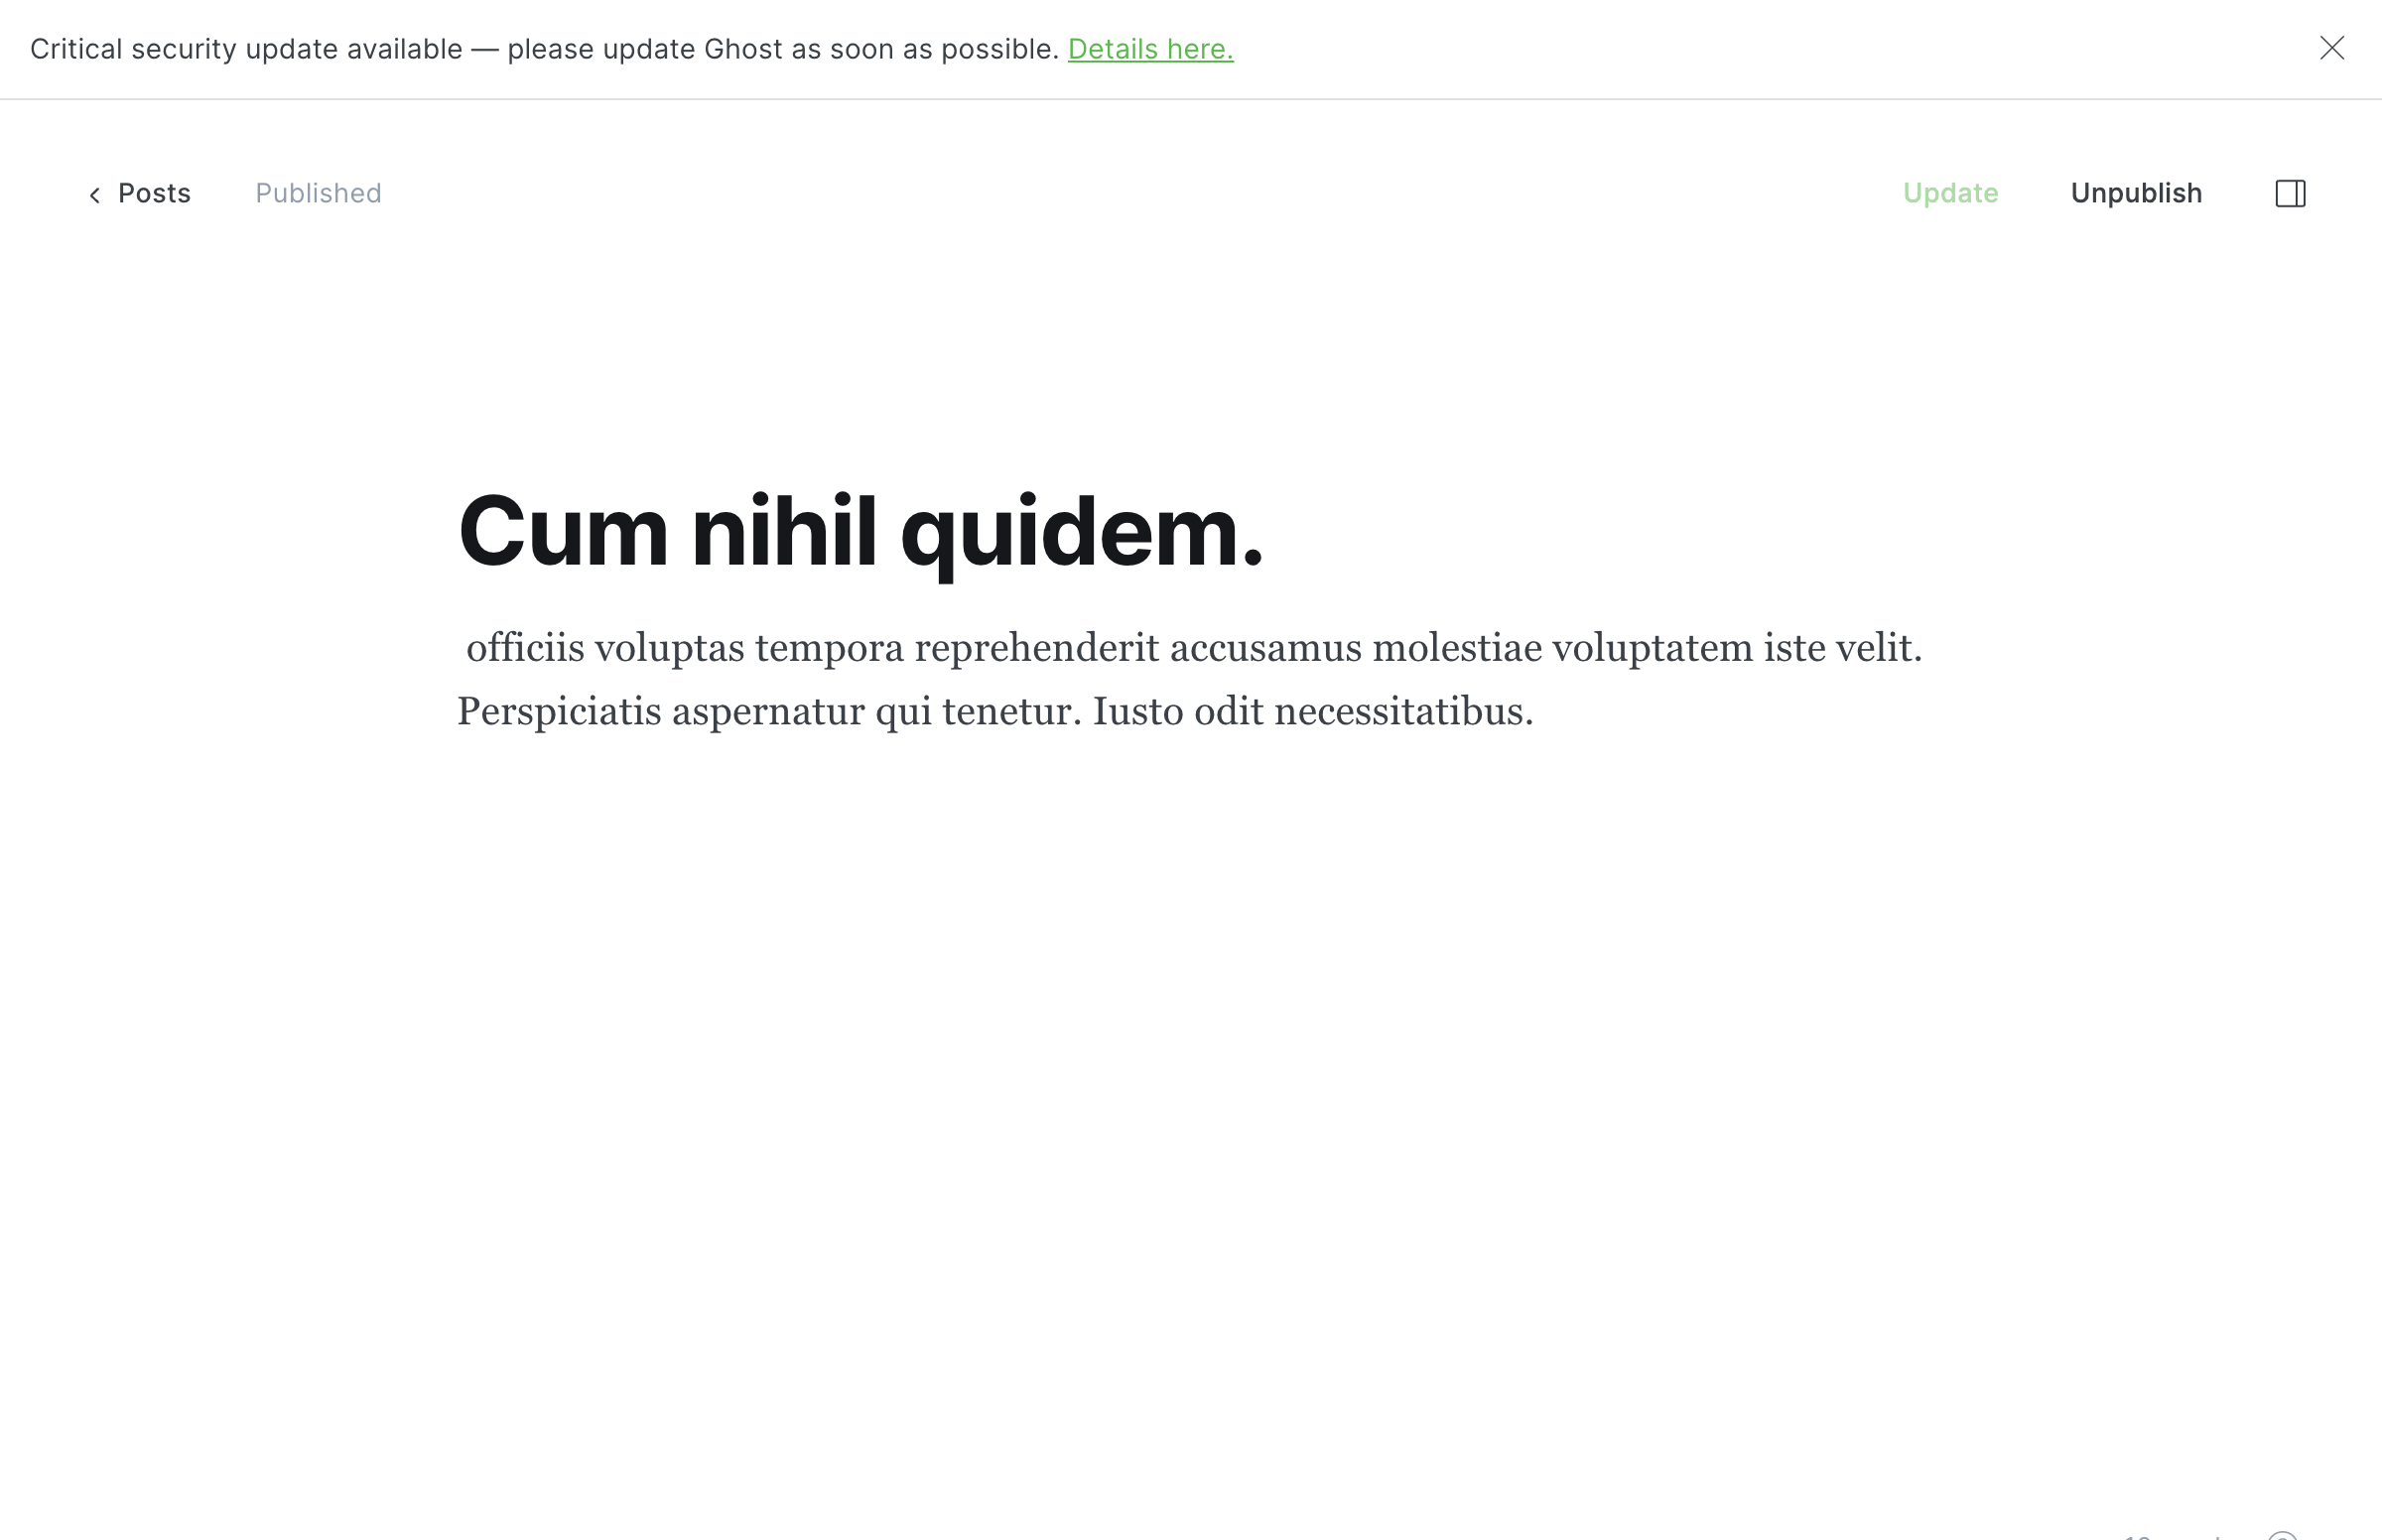 Critical security update available — please update Ghost as soon as possible. Details here.
Posts Published Update Unpublish
Cum nihil quidem.
officiis voluptas tempora reprehenderit accusamus molestiae voluptatem iste velit.
Perspiciatis aspernatur qui tenetur. Iusto odit necessitatibus.